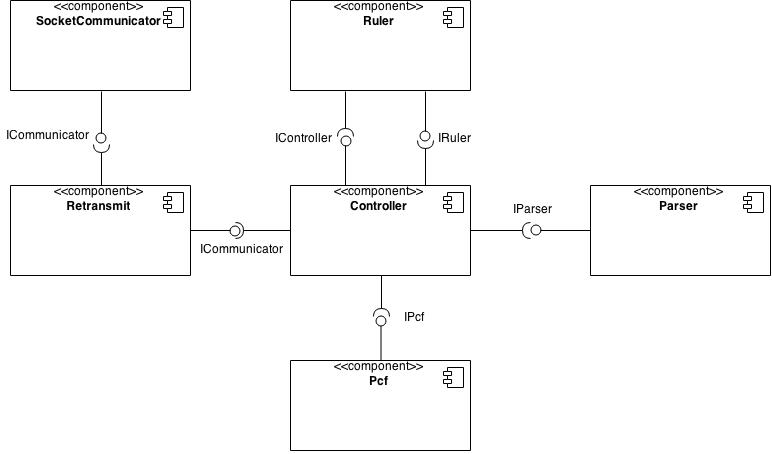 <<component>>
SocketCommunicator
<<component>>
Ruler
ICommunicator
IController
IRuler
<<component>>
Retransmit
<<component>>
Controller
<<component>>
Parser
IParser
ICommunicator
IPcf
<<component>>
Pcf